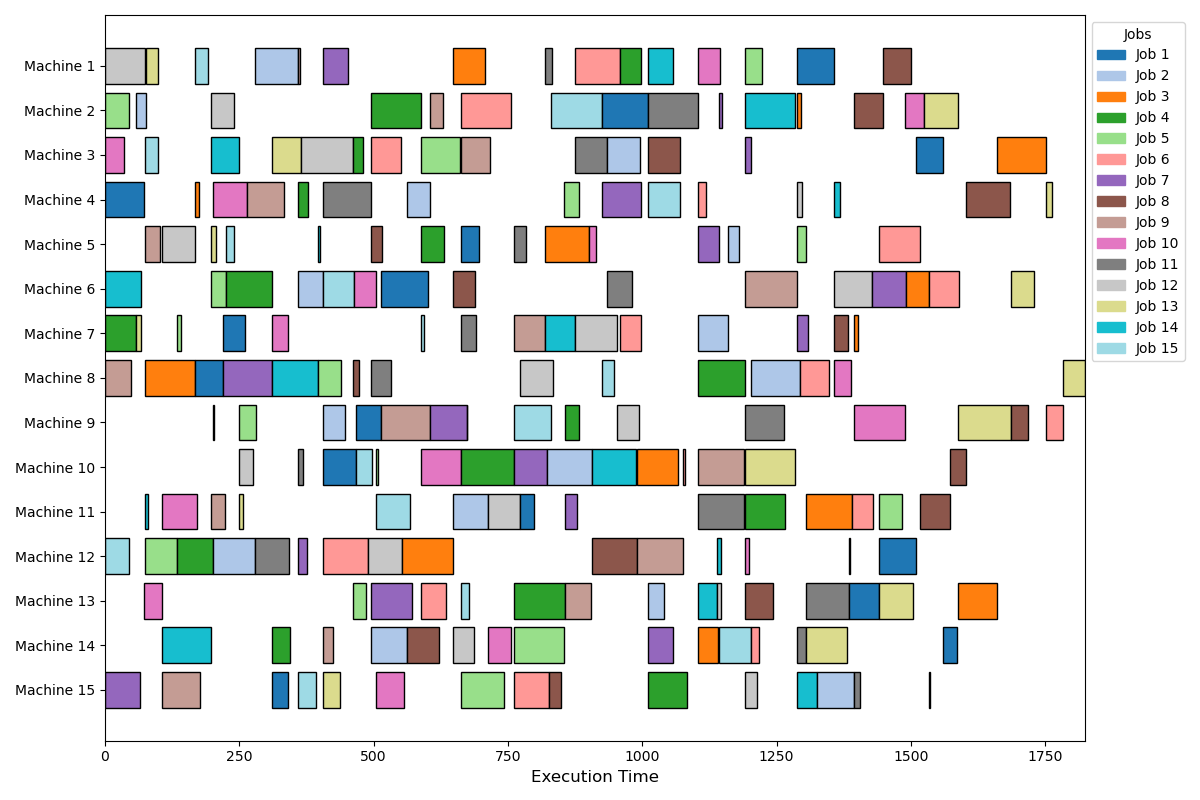 Machine 1
Machine 2
Machine 3
Machine 4
Machine 5
Machine 6
Machine 7
Machine 8
Machine 9
Machine 10
Machine 11
Machine 12
Machine 13
Machine 14
Machine 15
0 250 500 750 1000 1250 1500 1750
Execution Time
Jobs
Job 1
Job 2
Job 3
Job 4
Job 5
Job 6
Job 7
Job 8
Job 9
Job 10
Job 11
Job 12
Job 13
Job 14
Job 15